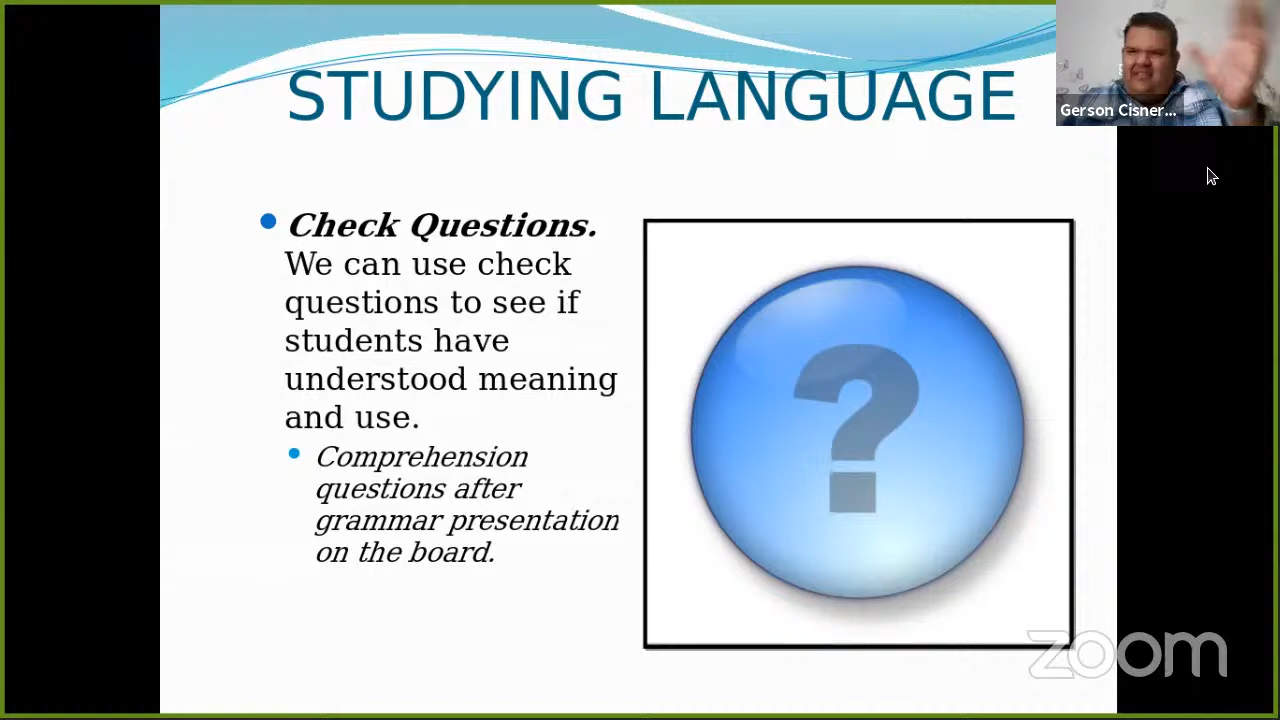 STUDYING LANGUAGE
Gerson Cisner...
Check Questions.
We can use check
questions to see if
students have
understood meaning
and use.
Comprehension
questions after
grammar presentation
on the board.
?
zoom